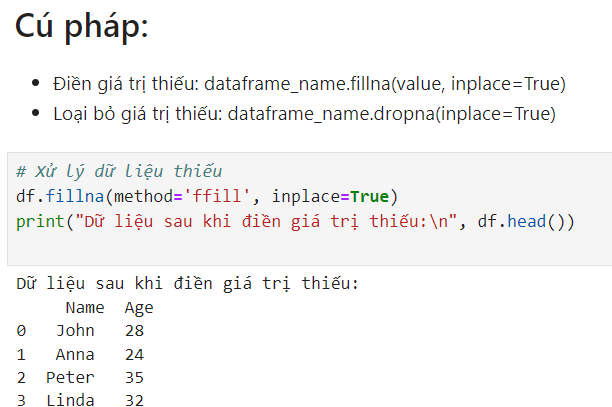 Cú pháp:
• Điền giá trị thiếu: dataframe_name.fillna(value, inplace=True)
• Loại bỏ giá trị thiếu: dataframe_name.dropna(inplace=True)
# Xử lý dữ liệu thiếu
df.fillna(method='ffill', inplace=True)
print("Dữ liệu sau khi điền giá trị thiếu:\n", df.head())
Dữ liệu sau khi điền giá trị thiếu:
     Name  Age
0   John   28
1   Anna   24
2  Peter   35
3  Linda   32